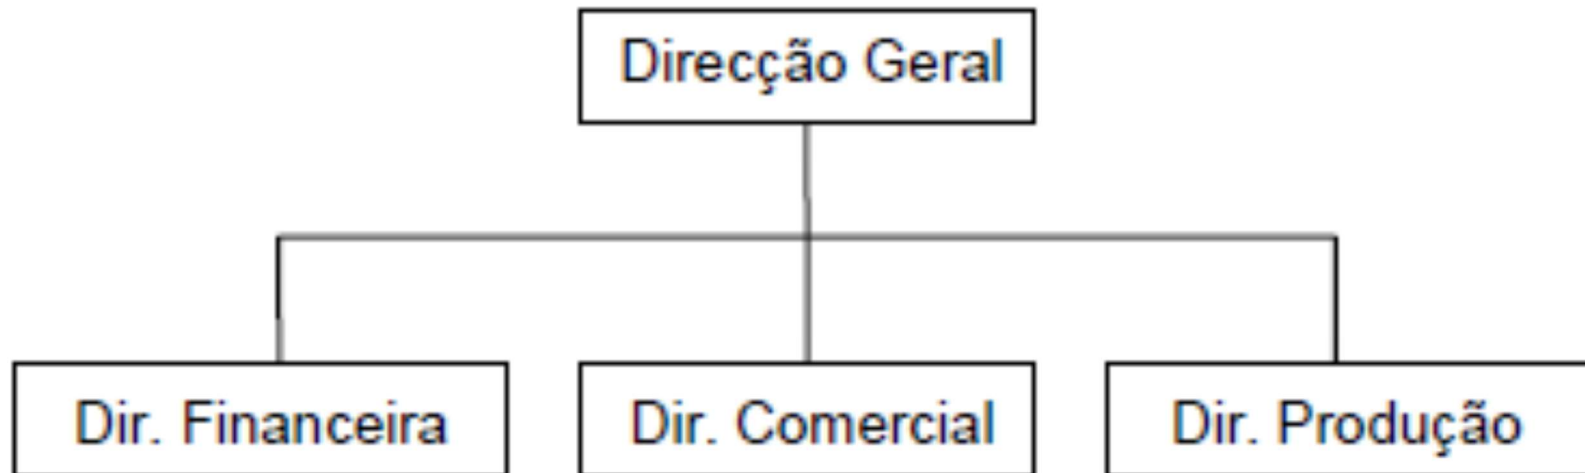 Direcção Geral
Dir. Financeira
Dir. Comercial
Dir. Produção